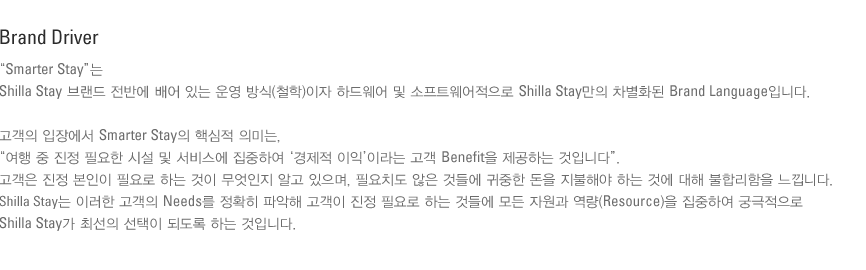 Brand Driver
“Smarter Stay”는
Shilla Stay 브랜드 전반에 배어 있는 운영 방식(철학)이자 하드웨어 및 소프트웨어적으로 Shilla Stay만의 차별화된 Brand Language입니다.
고객의 입장에서 Smarter Stay의 핵심적 의미는,
“여행 중 진정 필요한 시설 및 서비스에 집중하여 ‘경제적 이익’이라는 고객 Benefit을 제공하는 것입니다”.
고객은 진정 본인이 필요로 하는 것이 무엇인지 알고 있으며, 필요치도 않은 것들에 귀중한 돈을 지불해야 하는 것에 대해 불합리함을 느낍니다.
Shilla Stay는 이러한 고객의 Needs를 정확히 파악해 고객이 진정 필요로 하는 것들에 모든 자원과 역량(Resource)을 집중하여 궁극적으로
Shilla Stay가 최선의 선택이 되도록 하는 것입니다.